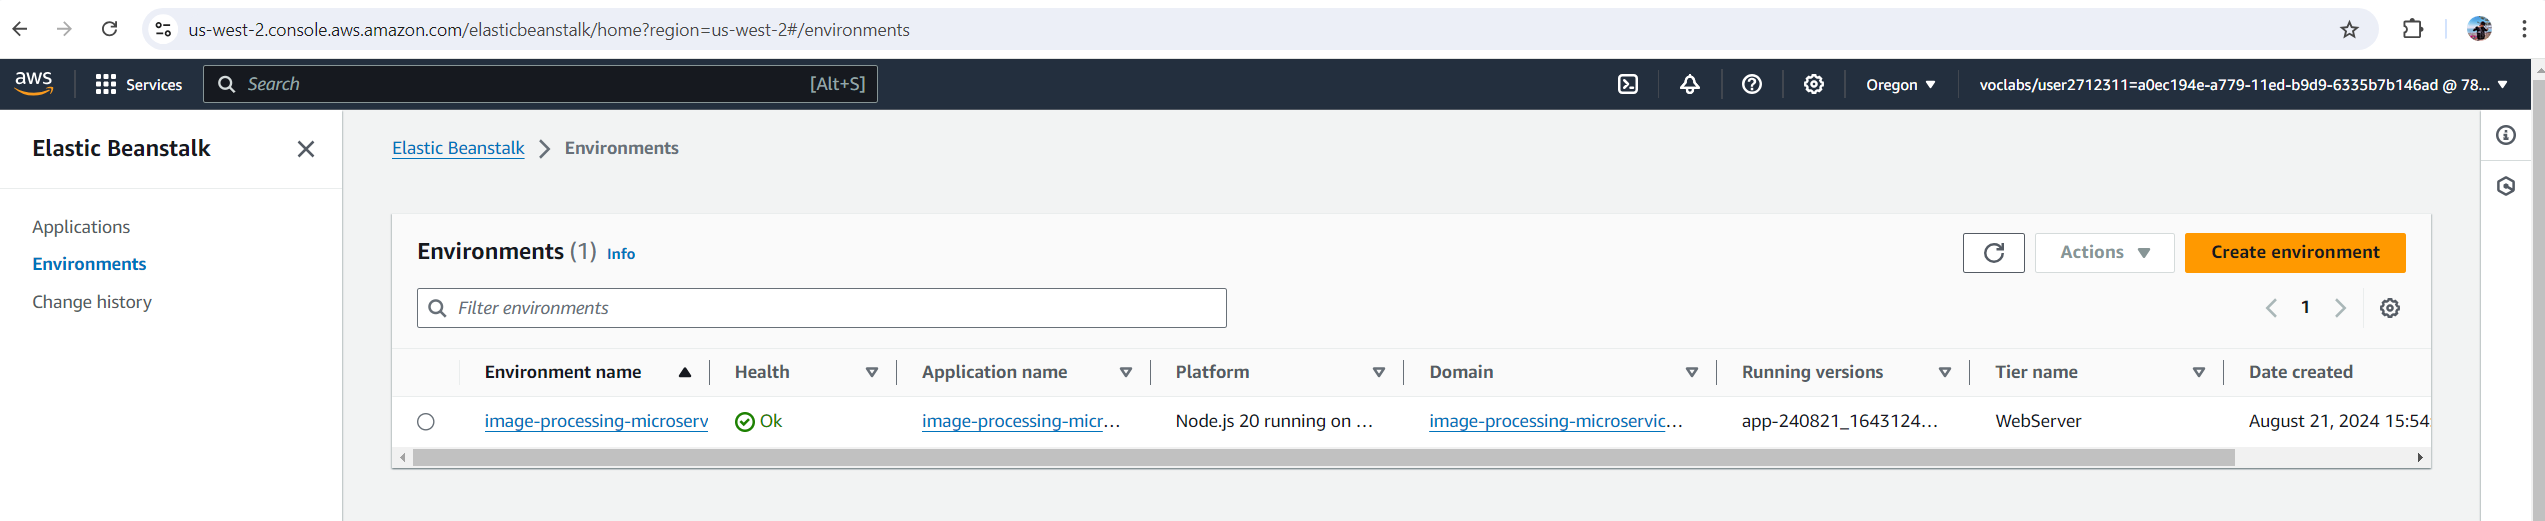 us-west-2.console.aws.amazon.com/elasticbeanstalk/home?region=us-west-2#/environments
aws Services Search [Alt+S] Oregon voclabs/user2712311=a0ec194e-a779-11ed-b9d9-6335b7b146ad @ 78...
Elastic Beanstalk
Applications
Environments
Change history
Elastic Beanstalk Environments
Environments (1) Info Actions Create environment
Filter environments 1
Environment name Health Application name Platform Domain Running versions Tier name Date created
image-processing-microserv Ok image-processing-micr... Node.js 20 running on ... image-processing-microservic... app-240821_1643124... WebServer August 21, 2024 15:54: